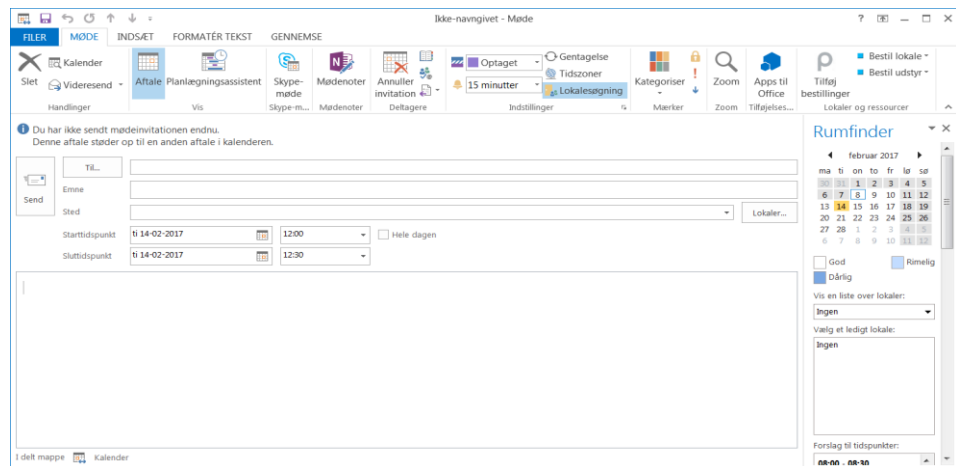 Ikke-navngivet - Møde
FILER MØDE INDSÆT FORMATÉR TEKST GENNEMSE
Slet
Kalender
Videresend
Handlinger
Aftale Planlægningsassistent
Vis
Skype-møde
Skype-m...
Mødenoter
Mødenoter
Annuller invitation
Deltagere
Optaget
15 minutter
Gentagelse
Tidszoner
Lokalesøgning
Indstillinger
Kategoriser
Mærker
Zoom
Zoom
Apps til Office
Tilføjelses...
Tilføj bestillinger
Bestil lokale
Bestil udstyr
Lokaler og ressourcer
Du har ikke sendt mødeinvitationen endnu.
Denne aftale støder op til en anden aftale i kalenderen.
Send
Til...
Emne
Sted
Lokaler...
Starttidspunkt ti 14-02-2017 12:00 Hele dagen
Sluttidspunkt ti 14-02-2017 12:30
I delt mappe Kalender
Rumfinder
februar 2017
ma ti on to fr lø sø
30 31 1 2 3 4 5
6 7 8 9 10 11 12
13 14 15 16 17 18 19
20 21 22 23 24 25 26
27 28 1 2 3 4 5
6 7 8 9 10 11 12
God Rimelig
Dårlig
Vis en liste over lokaler:
Ingen
Vælg et ledigt lokale:
Ingen
Forslag til tidspunkter:
08:00 - 08:30